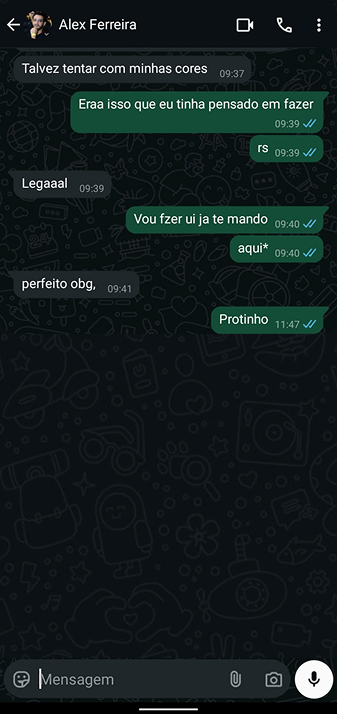 Alex Ferreira
Talvez tentar com minhas cores 09:37
Eraa isso que eu tinha pensado em fazer
09:39
rs 09:39
Legaaal 09:39
Vou fzer ui ja te mando 09:40
aqui* 09:40
perfeito obg, 09:41
Protinho 11:47
Mensagem